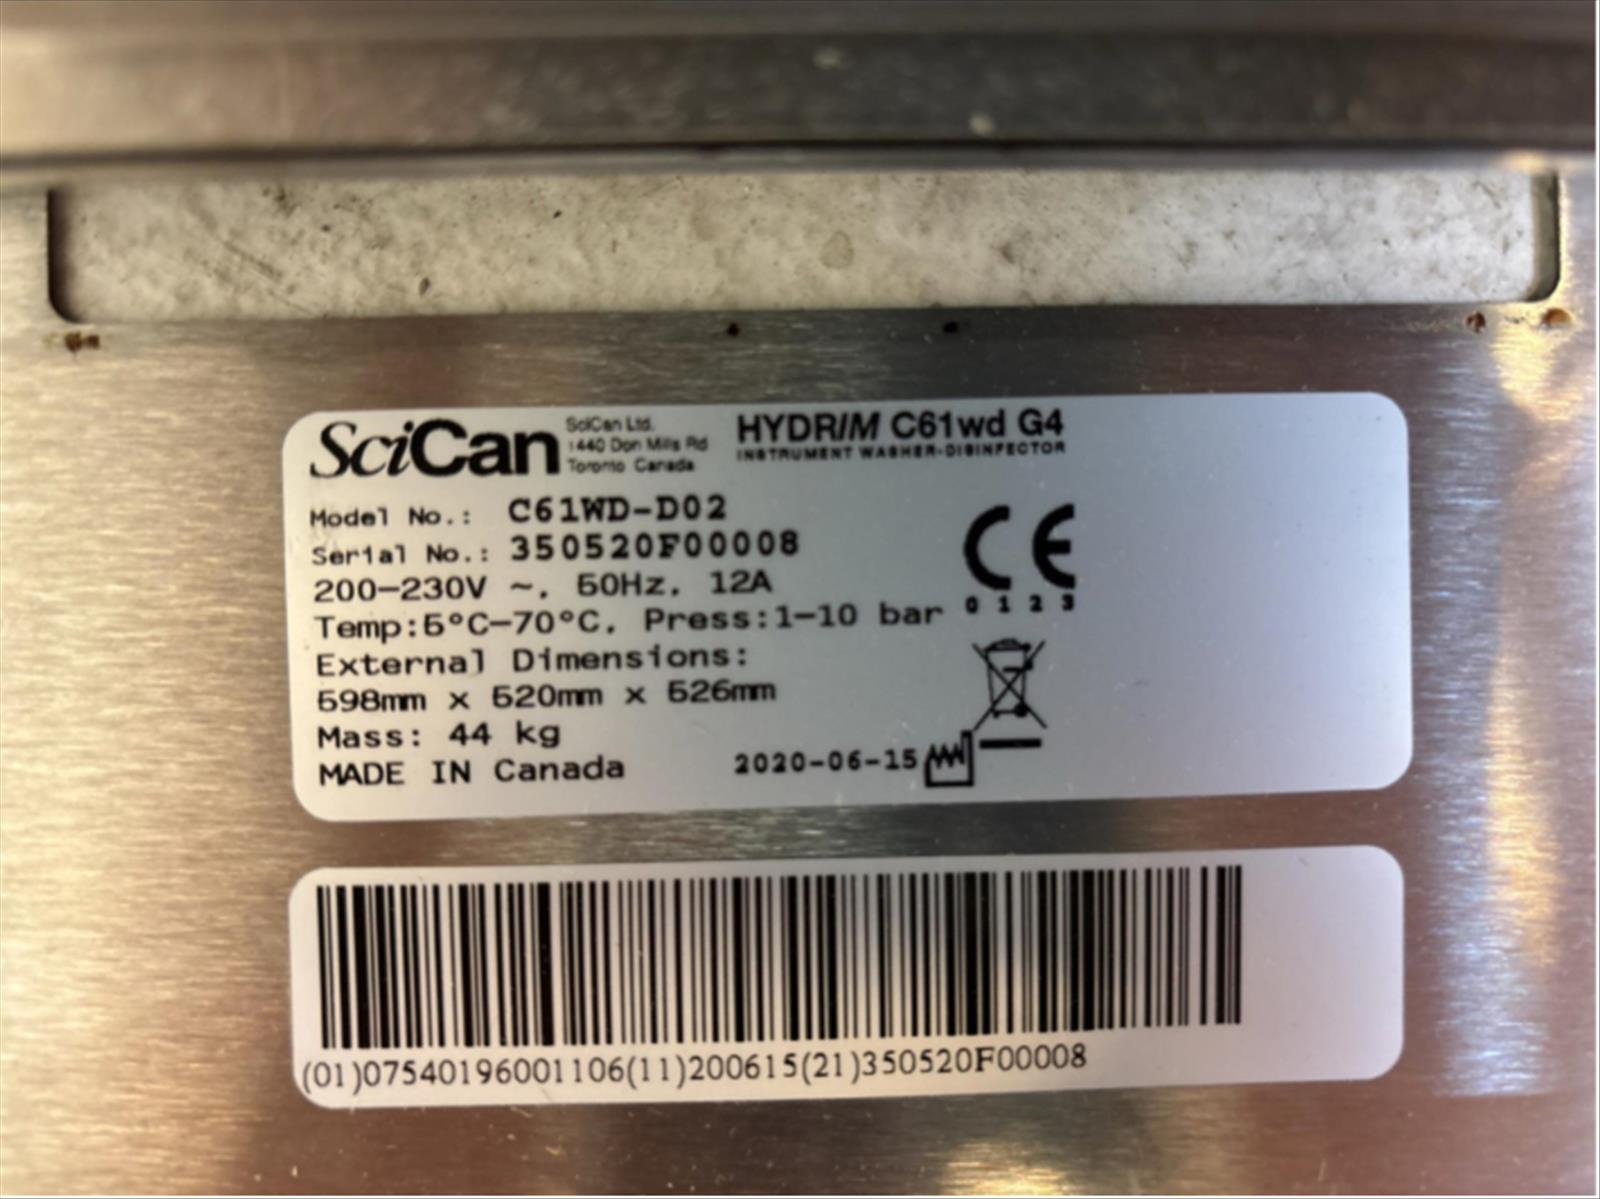 SciCan
SciCan Ltd.
1440 Don Mills Rd
Toronto Canada
HYDRIM C61wd G4
INSTRUMENT WASHER-DISINFECTOR
Model No.: C61WD-D02
Serial No.: 350520F00008
200-230V ~, 50Hz, 12A
Temp:5°C-70°C, Press:1-10 bar
External Dimensions:
598mm x 520mm x 526mm
Mass: 44 kg
MADE IN Canada
CE
0123
2020-06-15
(01)07540196001106(11)200615(21)350520F00008